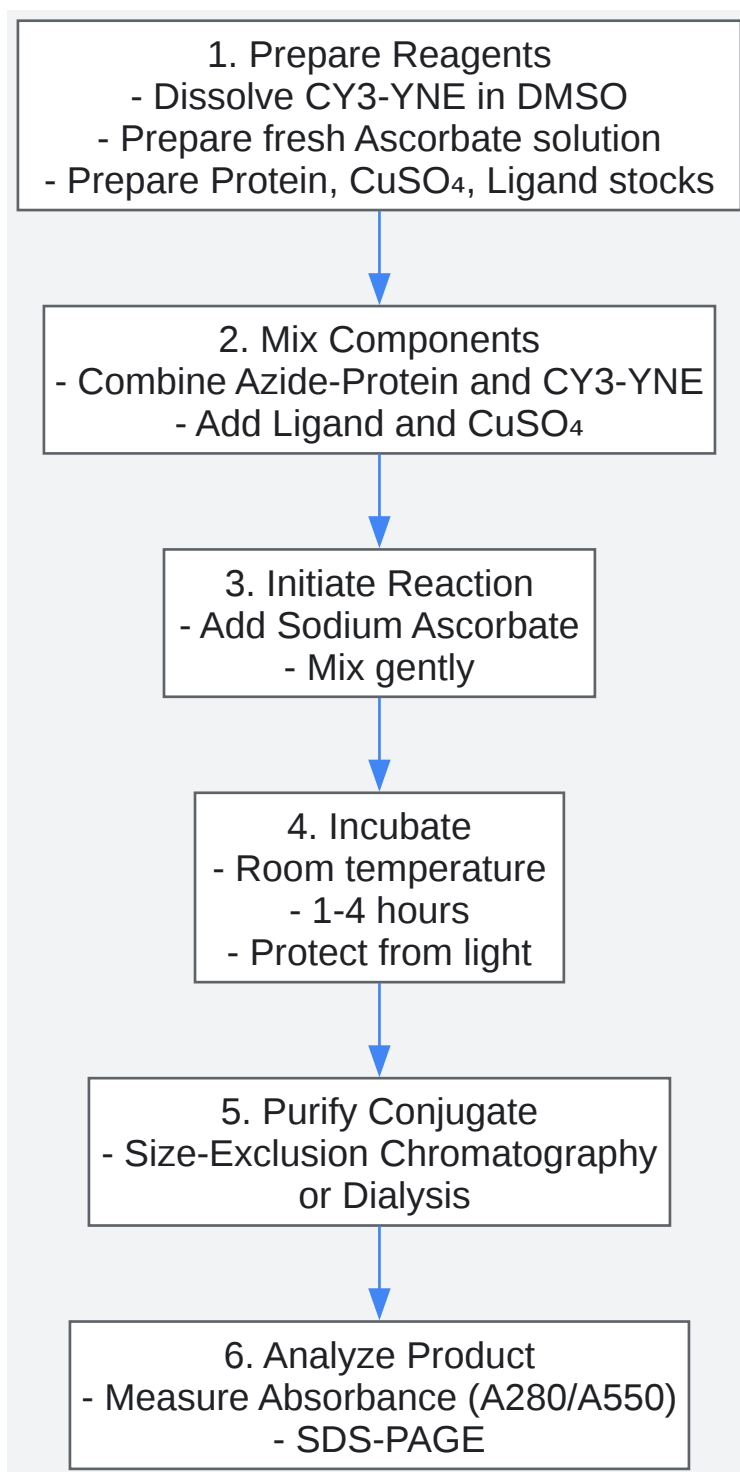 1. Prepare Reagents
- Dissolve CY3-YNE in DMSO
- Prepare fresh Ascorbate solution
- Prepare Protein, CuSO₄, Ligand stocks
2. Mix Components
- Combine Azide-Protein and CY3-YNE
- Add Ligand and CuSO₄
3. Initiate Reaction
- Add Sodium Ascorbate
- Mix gently
4. Incubate
- Room temperature
- 1-4 hours
- Protect from light
5. Purify Conjugate
- Size-Exclusion Chromatography
or Dialysis
6. Analyze Product
- Measure Absorbance (A280/A550)
- SDS-PAGE